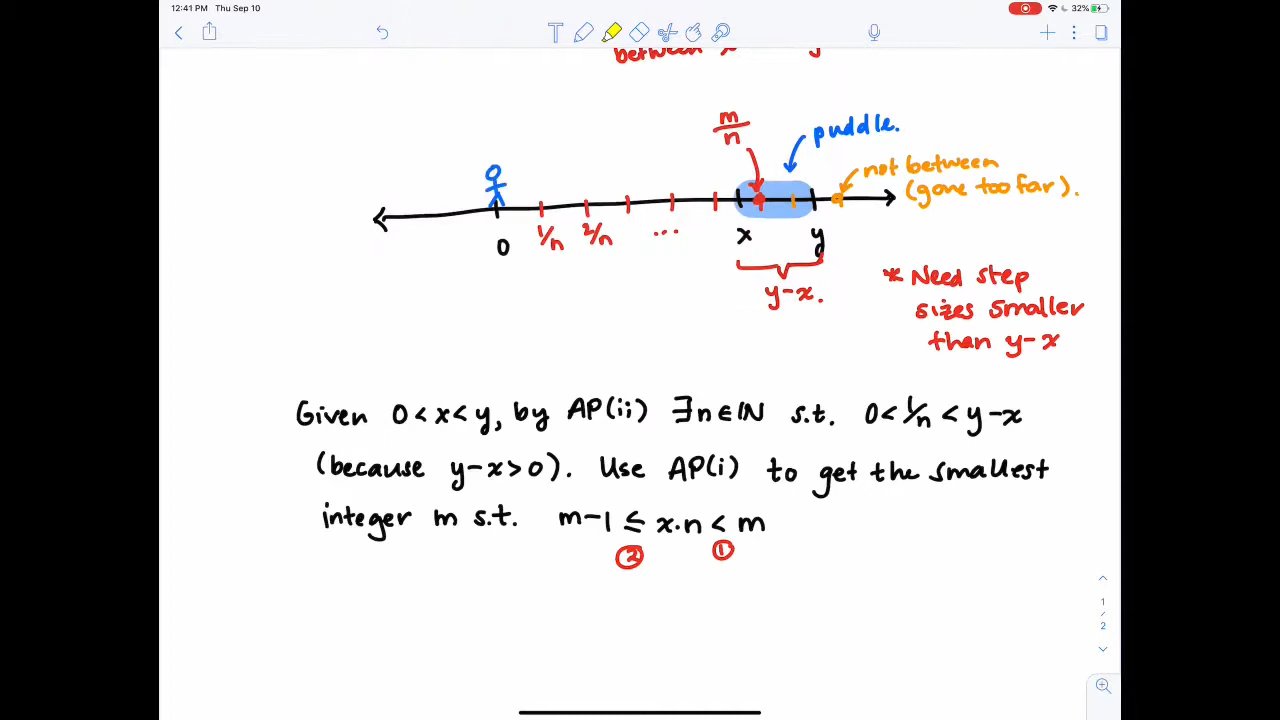 12:41 PM Thu Sep 10
32%
between x y
m/n
puddle.
not between
(gone too far).
0 1/n 2/n ... x y
y-x.
* Need step
sizes smaller
than y-x
Given 0<x<y, by AP(ii) ∃n∈ℕ s.t. 0<1/n<y-x
(because y-x>0). Use AP(i) to get the smallest
integer m s.t. m-1 ≤ x·n < m
② ①
1
/
2